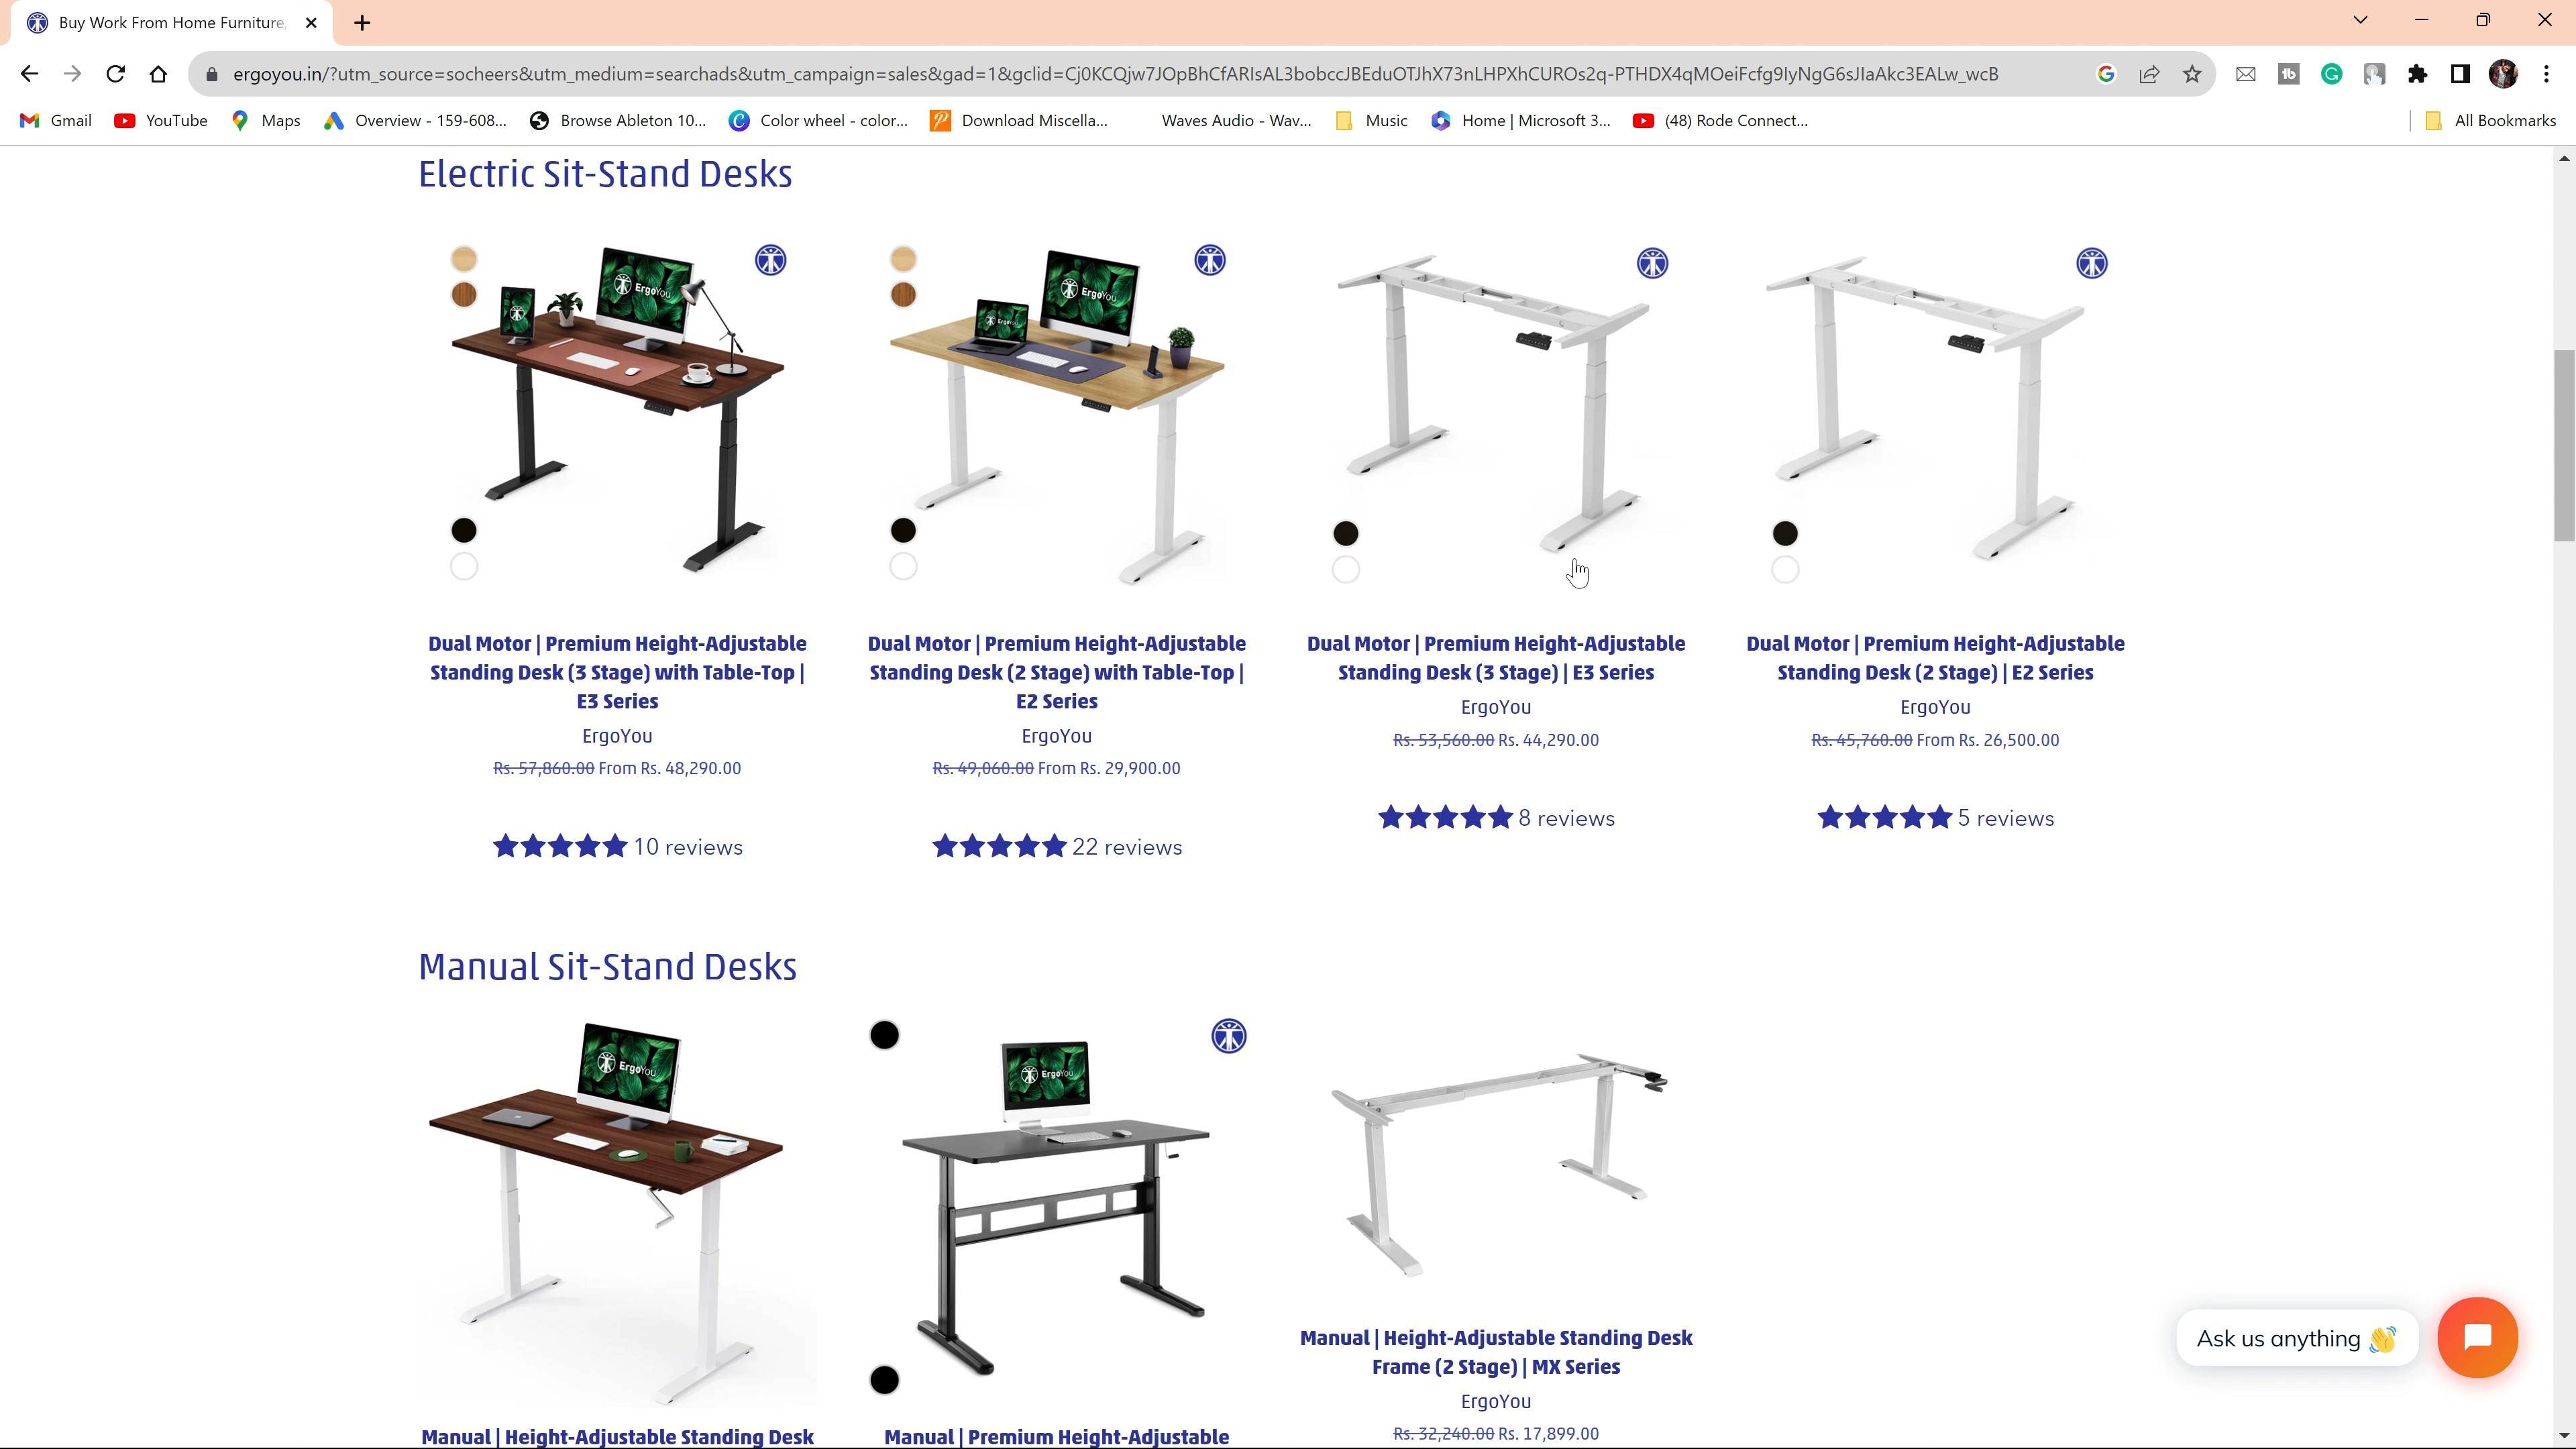 Buy Work From Home Furniture,
ergoyou.in/?utm_source=socheers&utm_medium=searchads&utm_campaign=sales&gad=1&gclid=Cj0KCQjw7JOpBhCfARIsAL3bobccJBEduOTJhX73nLHPXhCUROs2q-PTHDX4qMOeiFcfg9IyNgG6sJIaAkc3EALw_wcB
Gmail YouTube Maps Overview - 159-608... Browse Ableton 10... Color wheel - color... Download Miscella... Waves Audio - Wav... Music Home | Microsoft 3... (48) Rode Connect... All Bookmarks
Electric Sit-Stand Desks
ErgoYou
ErgoYou
ErgoYou
Dual Motor | Premium Height-Adjustable
Standing Desk (3 Stage) with Table-Top |
E3 Series
ErgoYou
Rs. 57,860.00 From Rs. 48,290.00
10 reviews
Dual Motor | Premium Height-Adjustable
Standing Desk (2 Stage) with Table-Top |
E2 Series
ErgoYou
Rs. 49,060.00 From Rs. 29,900.00
22 reviews
Dual Motor | Premium Height-Adjustable
Standing Desk (3 Stage) | E3 Series
ErgoYou
Rs. 53,560.00 Rs. 44,290.00
8 reviews
Dual Motor | Premium Height-Adjustable
Standing Desk (2 Stage) | E2 Series
ErgoYou
Rs. 45,760.00 From Rs. 26,500.00
5 reviews
Manual Sit-Stand Desks
ErgoYou
ErgoYou
Manual | Height-Adjustable Standing Desk
Manual | Premium Height-Adjustable
Manual | Height-Adjustable Standing Desk
Frame (2 Stage) | MX Series
ErgoYou
Rs. 32,240.00 Rs. 17,899.00
Ask us anything 👋